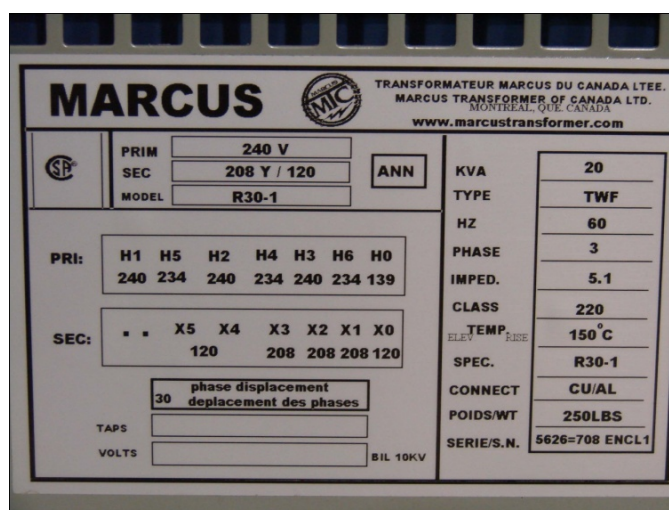 MARCUS
MARCUS
MTC
TRANSFORMATEUR MARCUS DU CANADA LTEE.
MARCUS TRANSFORMER OF CANADA LTD.
MONTREAL, QUE. CANADA
www.marcustransformer.com
SA
PRIM 240 V
SEC 208 Y / 120
MODEL R30-1
ANN
PRI: H1 H5 H2 H4 H3 H6 H0
240 234 240 234 240 234 139
SEC: . . X5 X4 X3 X2 X1 X0
120 208 208 208 120
phase displacement
30 deplacement des phases
TAPS
VOLTS
BIL 10KV
KVA 20
TYPE TWF
HZ 60
PHASE 3
IMPED. 5.1
CLASS 220
ELEV TEMP. RISE 150°C
SPEC. R30-1
CONNECT CU/AL
POIDS/WT 250LBS
SERIE/S.N. 5626=708 ENCL1